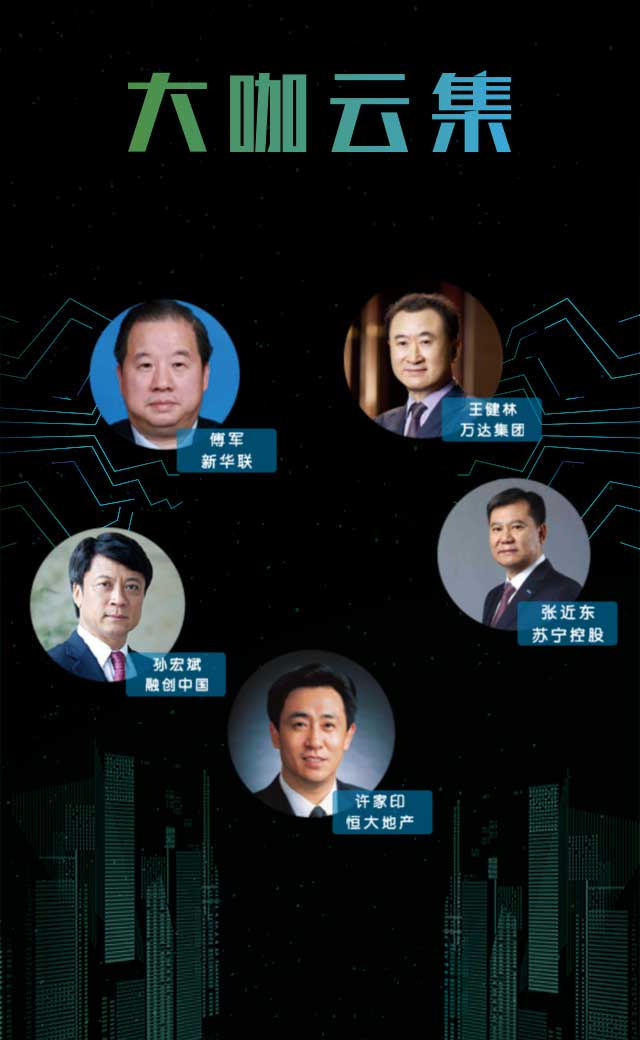 大咖云集
傅军
新华联
王健林
万达集团
张近东
苏宁控股
孙宏斌
融创中国
许家印
恒大地产